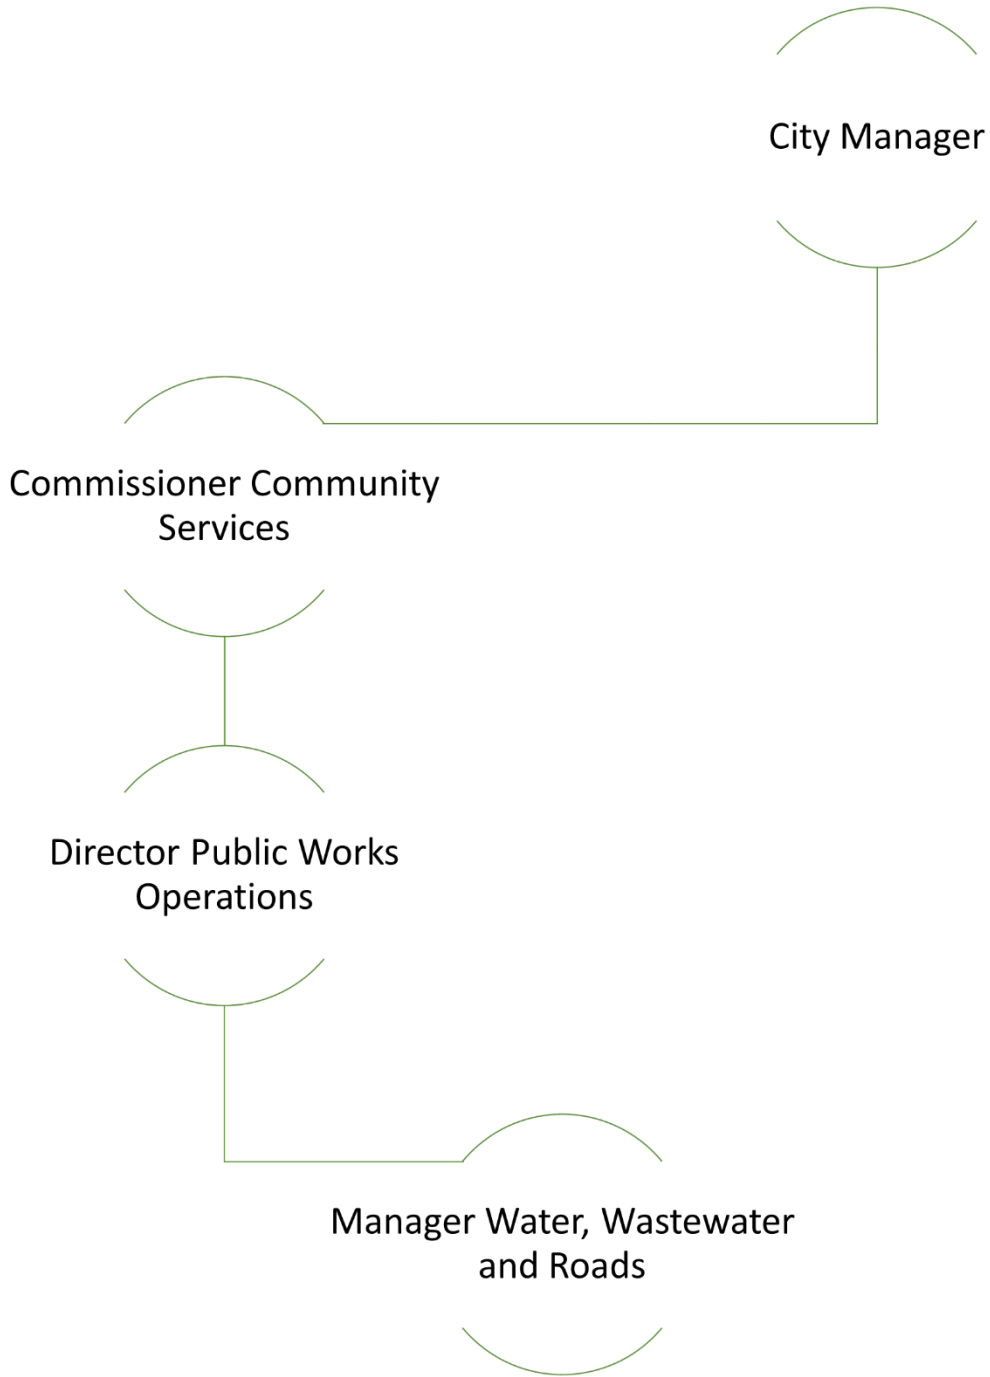 City Manager
Commissioner Community
Services
Director Public Works
Operations
Manager Water, Wastewater
and Roads